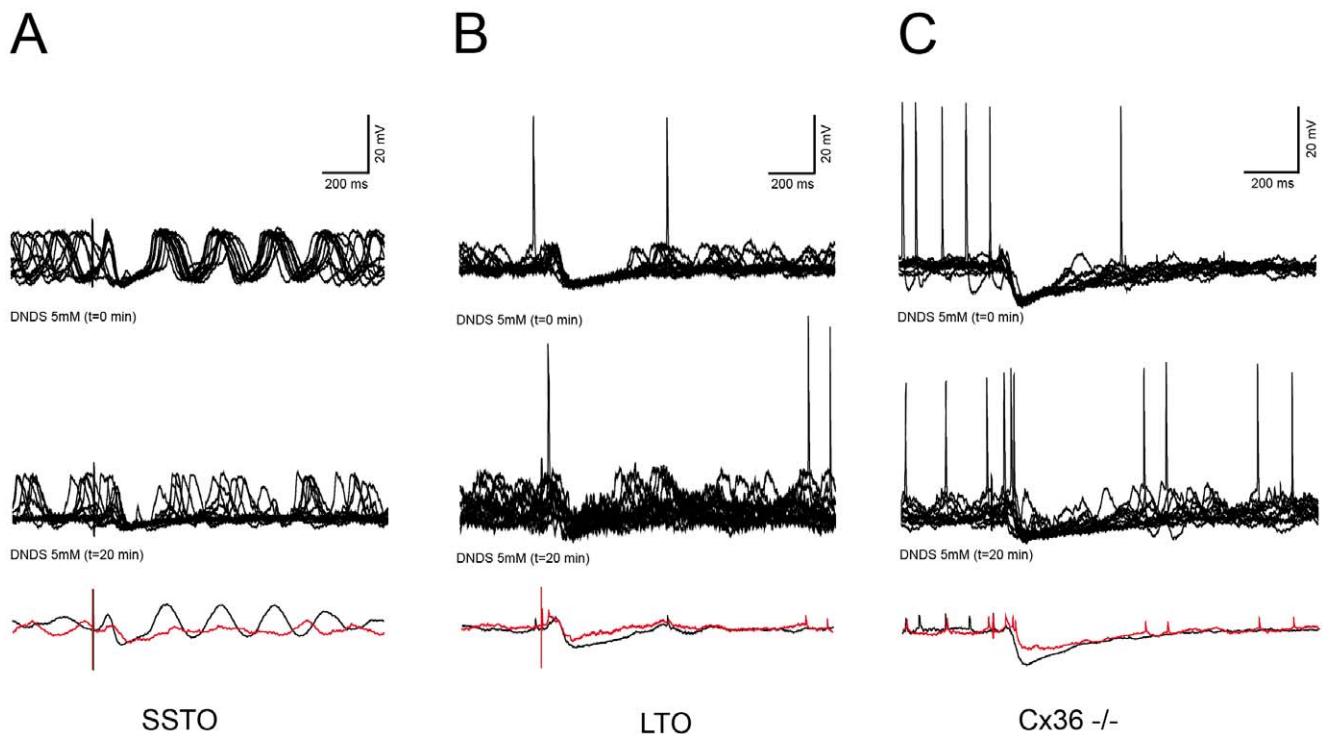 A
B
C
20 mV
200 ms
20 mV
200 ms
20 mV
200 ms
DNDS 5mM (t=0 min)
DNDS 5mM (t=0 min)
DNDS 5mM (t=0 min)
DNDS 5mM (t=20 min)
DNDS 5mM (t=20 min)
DNDS 5mM (t=20 min)
SSTO
LTO
Cx36 -/-